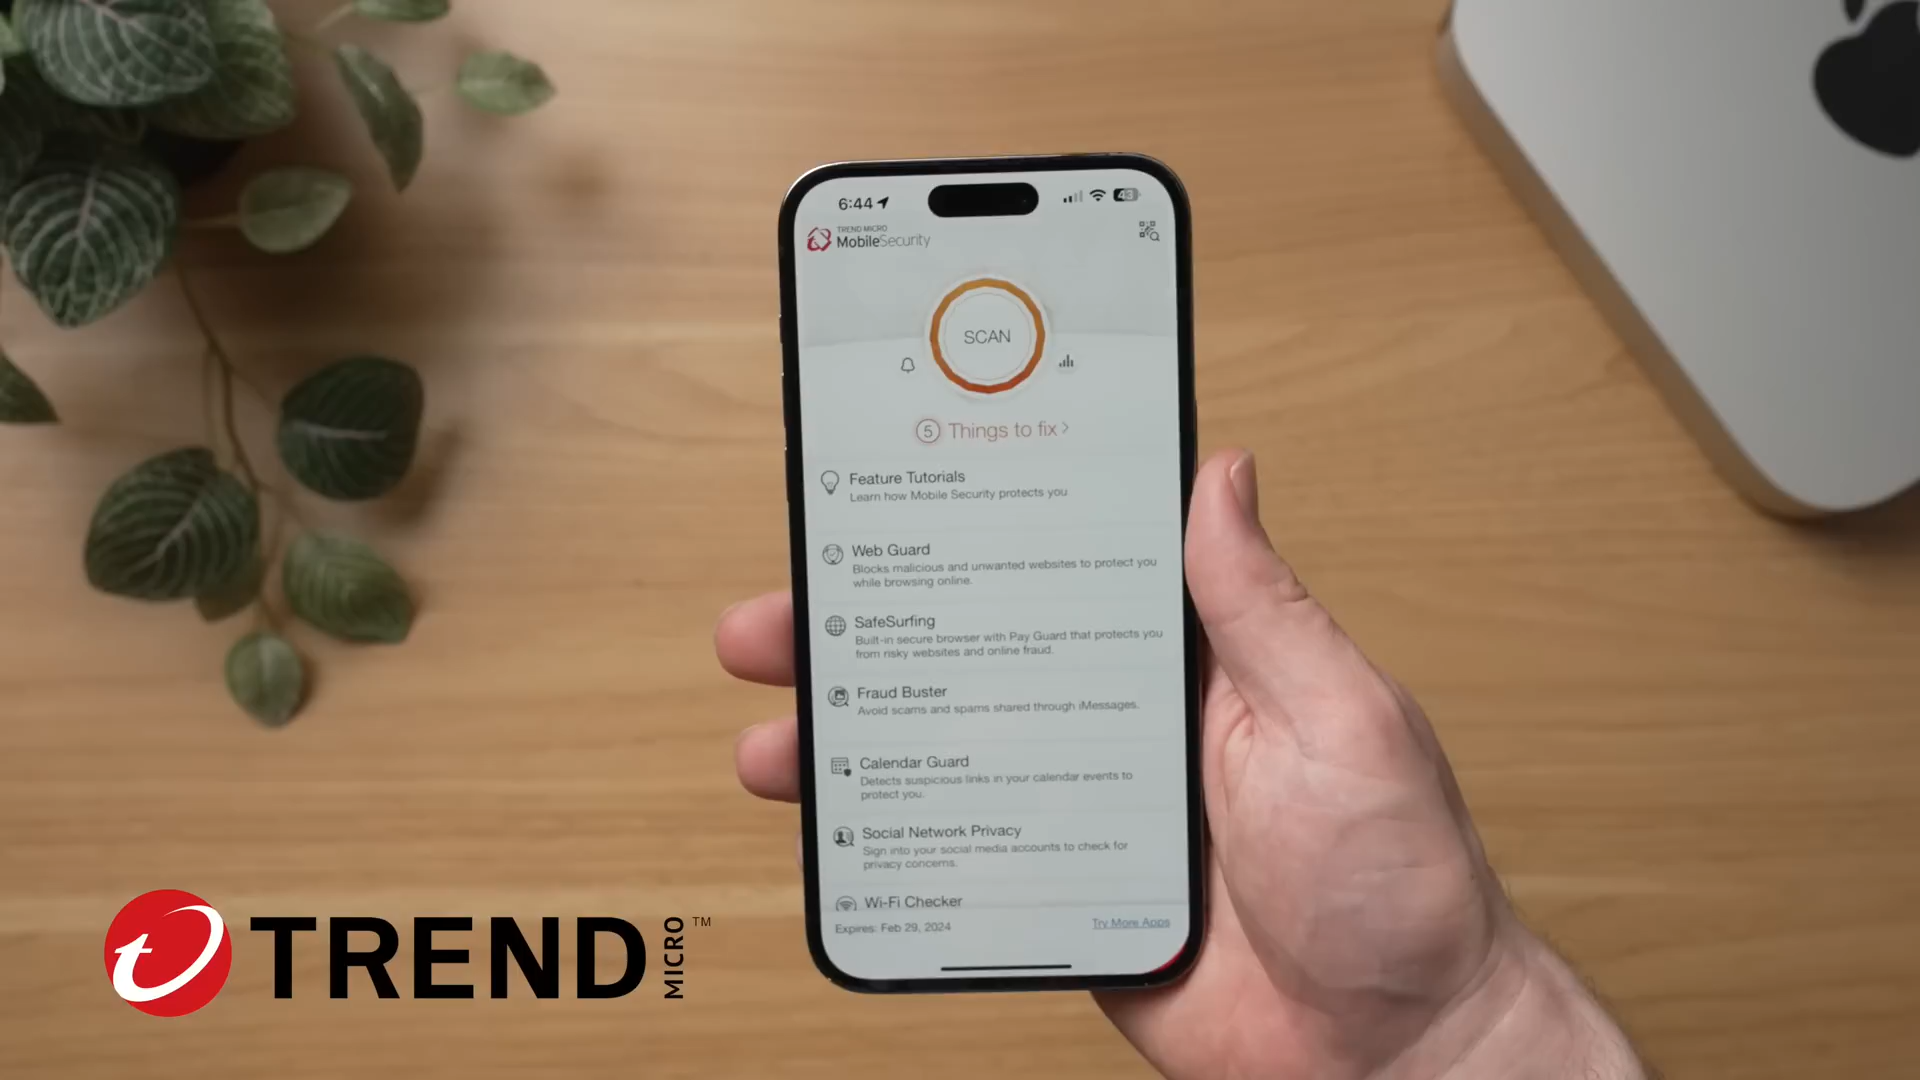 6:44
43
TREND MICRO
MobileSecurity
SCAN
5 Things to fix
Feature Tutorials
Learn how Mobile Security protects you
Web Guard
Blocks malicious and unwanted websites to protect you
while browsing online.
SafeSurfing
Built-in secure browser with Pay Guard that protects you
from risky websites and online fraud.
Fraud Buster
Avoid scams and spams shared through iMessages.
Calendar Guard
Detects suspicious links in your calendar events to
protect you.
Social Network Privacy
Sign into your social media accounts to check for
privacy concerns.
Wi-Fi Checker
Expires: Feb 29, 2024
Try More Apps
TREND MICRO™